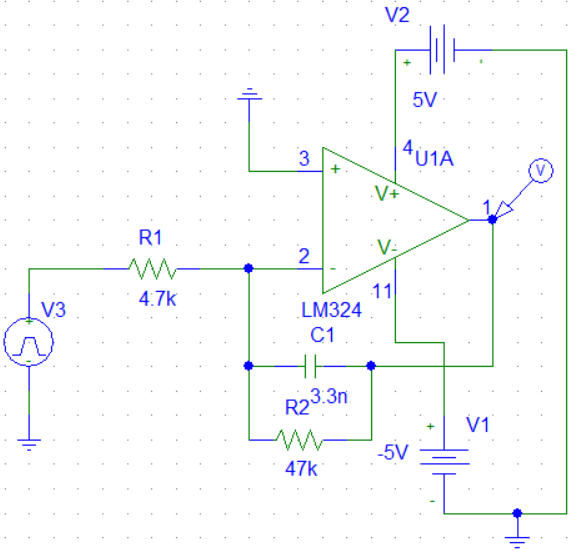 V2
+
-
5V
4
U1A
3
+
V+
V
1
2
-
V-
11
R1
4.7k
LM324
V3
+
-
C1
3.3n
R2
47k
+
V1
-5V
-